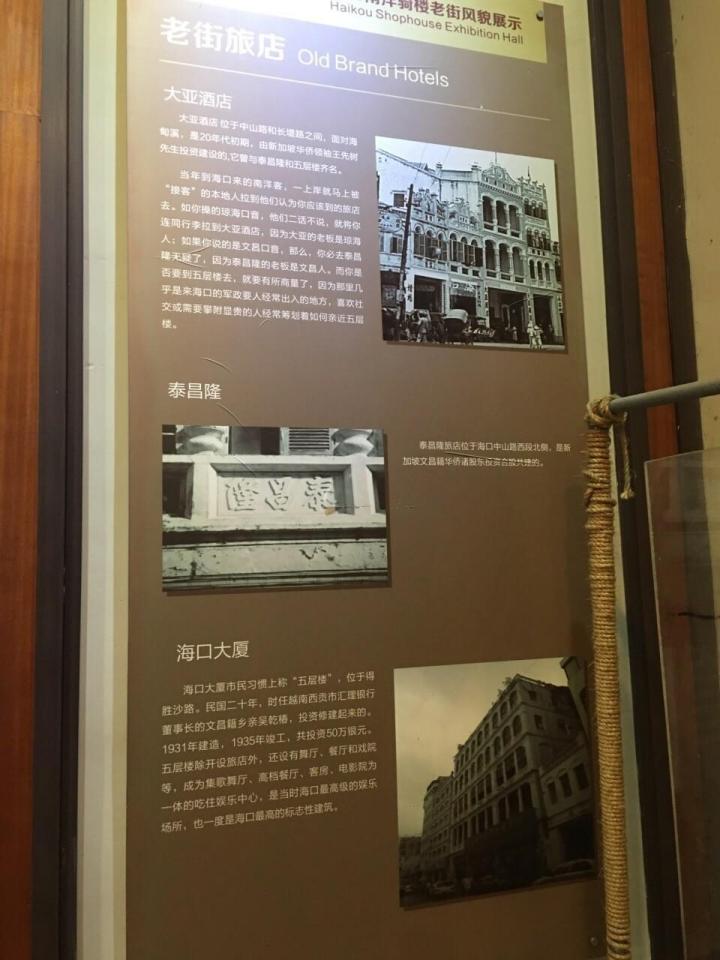 南洋骑楼老街风貌展示
Haikou Shophouse Exhibition Hall
老街旅店 Old Brand Hotels
大亚酒店
大亚酒店位于中山路和长堤路之间，面对海
甸溪，是20年代初期，由新加坡华侨领袖王先树
先生投资建设的,它曾与泰昌隆和五层楼齐名。
当年到海口来的南洋客，一上岸就马上被
“接客”的本地人拉到他们认为你应该到的旅店
去。如你操的琼海口音，他们二话不说，就将你
连同行李拉到大亚酒店，因为大亚的老板是琼海
人；如果你说的是文昌口音，那么，你必去泰昌
隆无疑了，因为泰昌隆的老板是文昌人。而你是
否要到五层楼去，就要有所商量了，因为那里几
乎是来海口的军政要人经常出入的地方，喜欢社
交或需要攀附显贵的人经常筹划着如何亲近五层
楼。
泰昌隆
泰昌隆旅店位于海口中山路西段北侧，是新
加坡文昌籍华侨诸股东投资合股共建的。
隆昌泰
海口大厦
海口大厦市民习惯上称“五层楼”，位于得
胜沙路。民国二十年，时任越南西贡市汇理银行
董事长的文昌籍乡亲吴乾椿，投资修建起来的。
1931年建造，1935年竣工，共投资50万银元。
五层楼除开设旅店外，还设有舞厅、餐厅和戏院
等，成为集歌舞厅、高档餐厅、客房、电影院为
一体的吃住娱乐中心，是当时海口最高级的娱乐
场所，也一度是海口最高的标志性建筑。